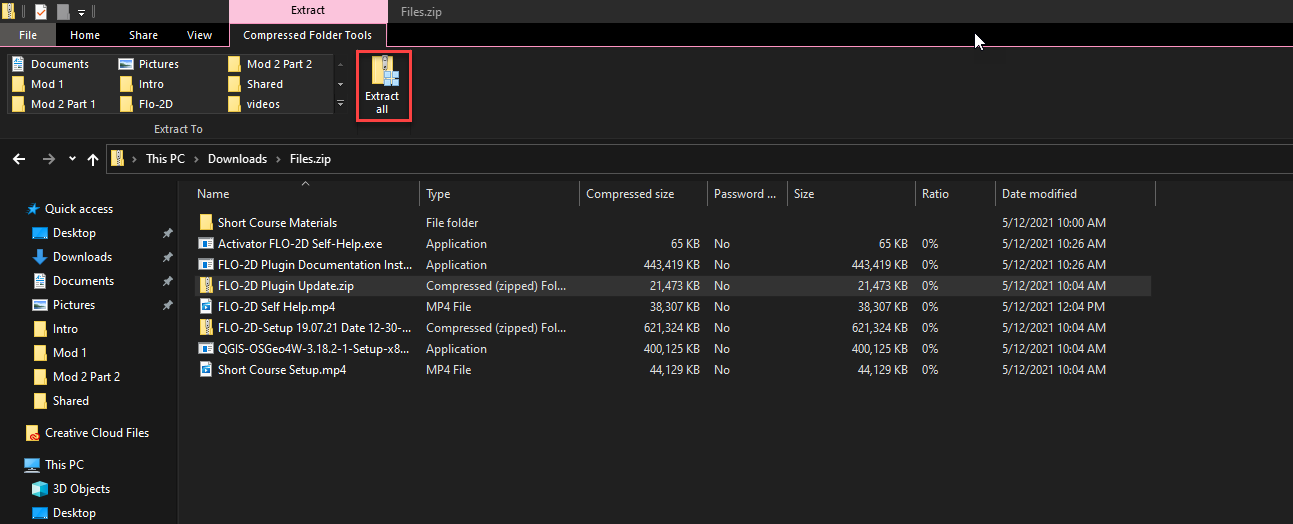 Extract Files.zip
File Home Share View Compressed Folder Tools
Documents Pictures Mod 2 Part 2
Mod 1 Intro Shared
Mod 2 Part 1 Flo-2D videos
Extract
all
Extract To
This PC > Downloads > Files.zip
Name Type Compressed size Password ... Size Ratio Date modified
Short Course Materials File folder 5/12/2021 10:00 AM
Activator FLO-2D Self-Help.exe Application 65 KB No 65 KB 0% 5/12/2021 10:26 AM
FLO-2D Plugin Documentation Inst... Application 443,419 KB No 443,419 KB 0% 5/12/2021 10:26 AM
FLO-2D Plugin Update.zip Compressed (zipped) Fol... 21,473 KB No 21,473 KB 0% 5/12/2021 10:04 AM
FLO-2D Self Help.mp4 MP4 File 38,307 KB No 38,307 KB 0% 5/12/2021 12:04 PM
FLO-2D-Setup 19.07.21 Date 12-30-... Compressed (zipped) Fol... 621,324 KB No 621,324 KB 0% 5/12/2021 10:04 AM
QGIS-OSGeo4W-3.18.2-1-Setup-x8... Application 400,125 KB No 400,125 KB 0% 5/12/2021 10:04 AM
Short Course Setup.mp4 MP4 File 44,129 KB No 44,129 KB 0% 5/12/2021 10:04 AM
Quick access
Desktop
Downloads
Documents
Pictures
Intro
Mod 1
Mod 2 Part 2
Shared
Creative Cloud Files
This PC
3D Objects
Desktop